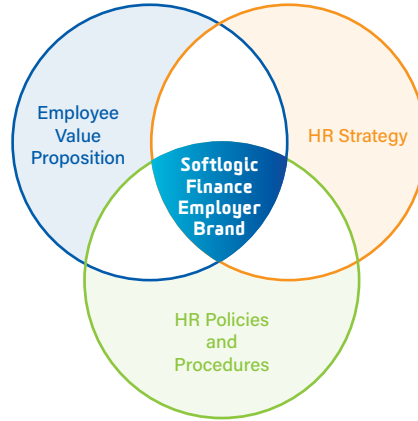 Employee
Value
Proposition
HR Strategy
Softlogic
Finance
Employer
Brand
HR Policies
and
Procedures